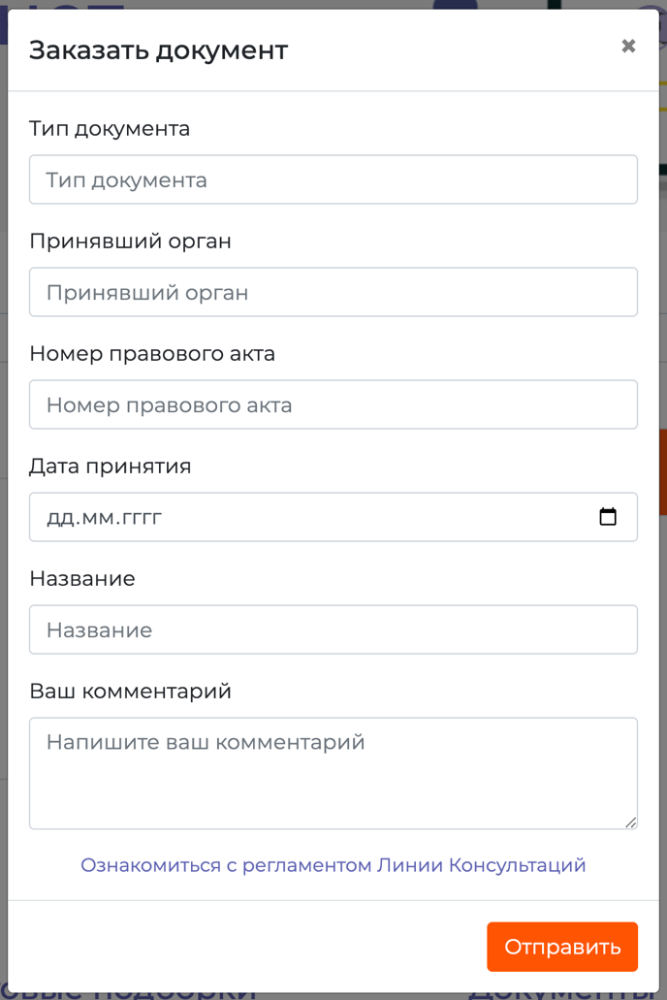 Заказать документ
Тип документа
Тип документа
Принявший орган
Принявший орган
Номер правового акта
Номер правового акта
Дата принятия
дд.мм.гггг
Название
Название
Ваш комментарий
Напишите ваш комментарий
Ознакомиться с регламентом Линии Консультаций
Отправить